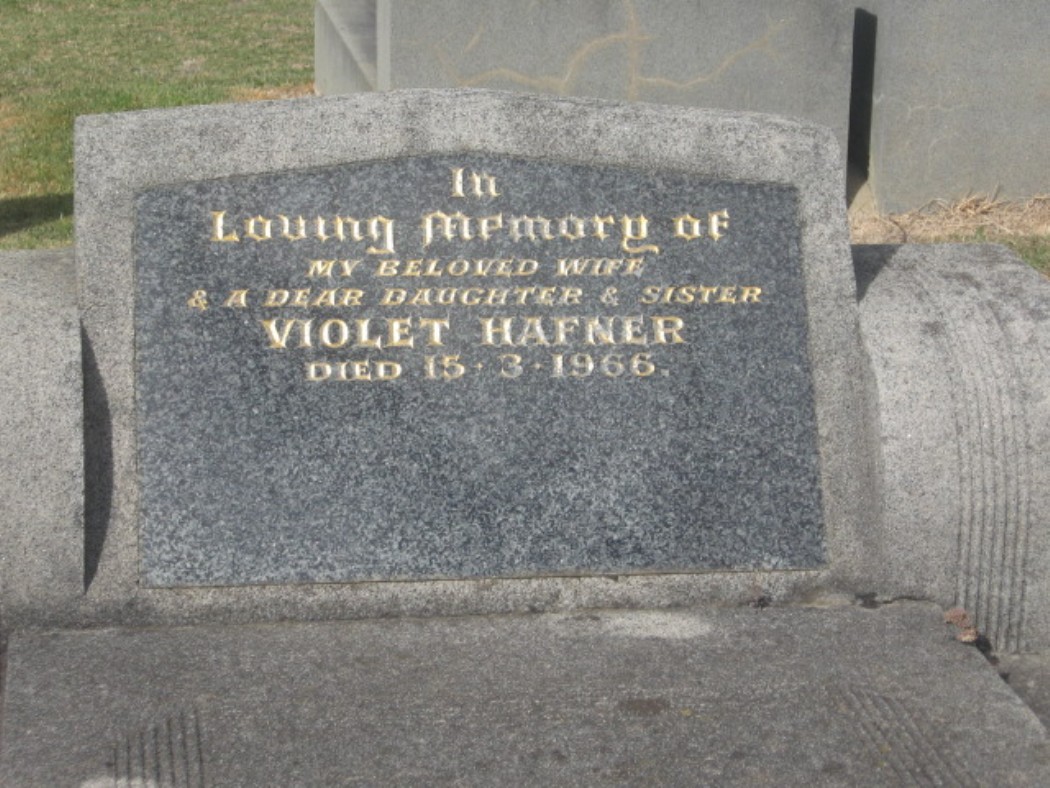 In
Loving Memory of
MY BELOVED WIFE
& A DEAR DAUGHTER & SISTER
VIOLET HAFNER
DIED 15·3·1966.